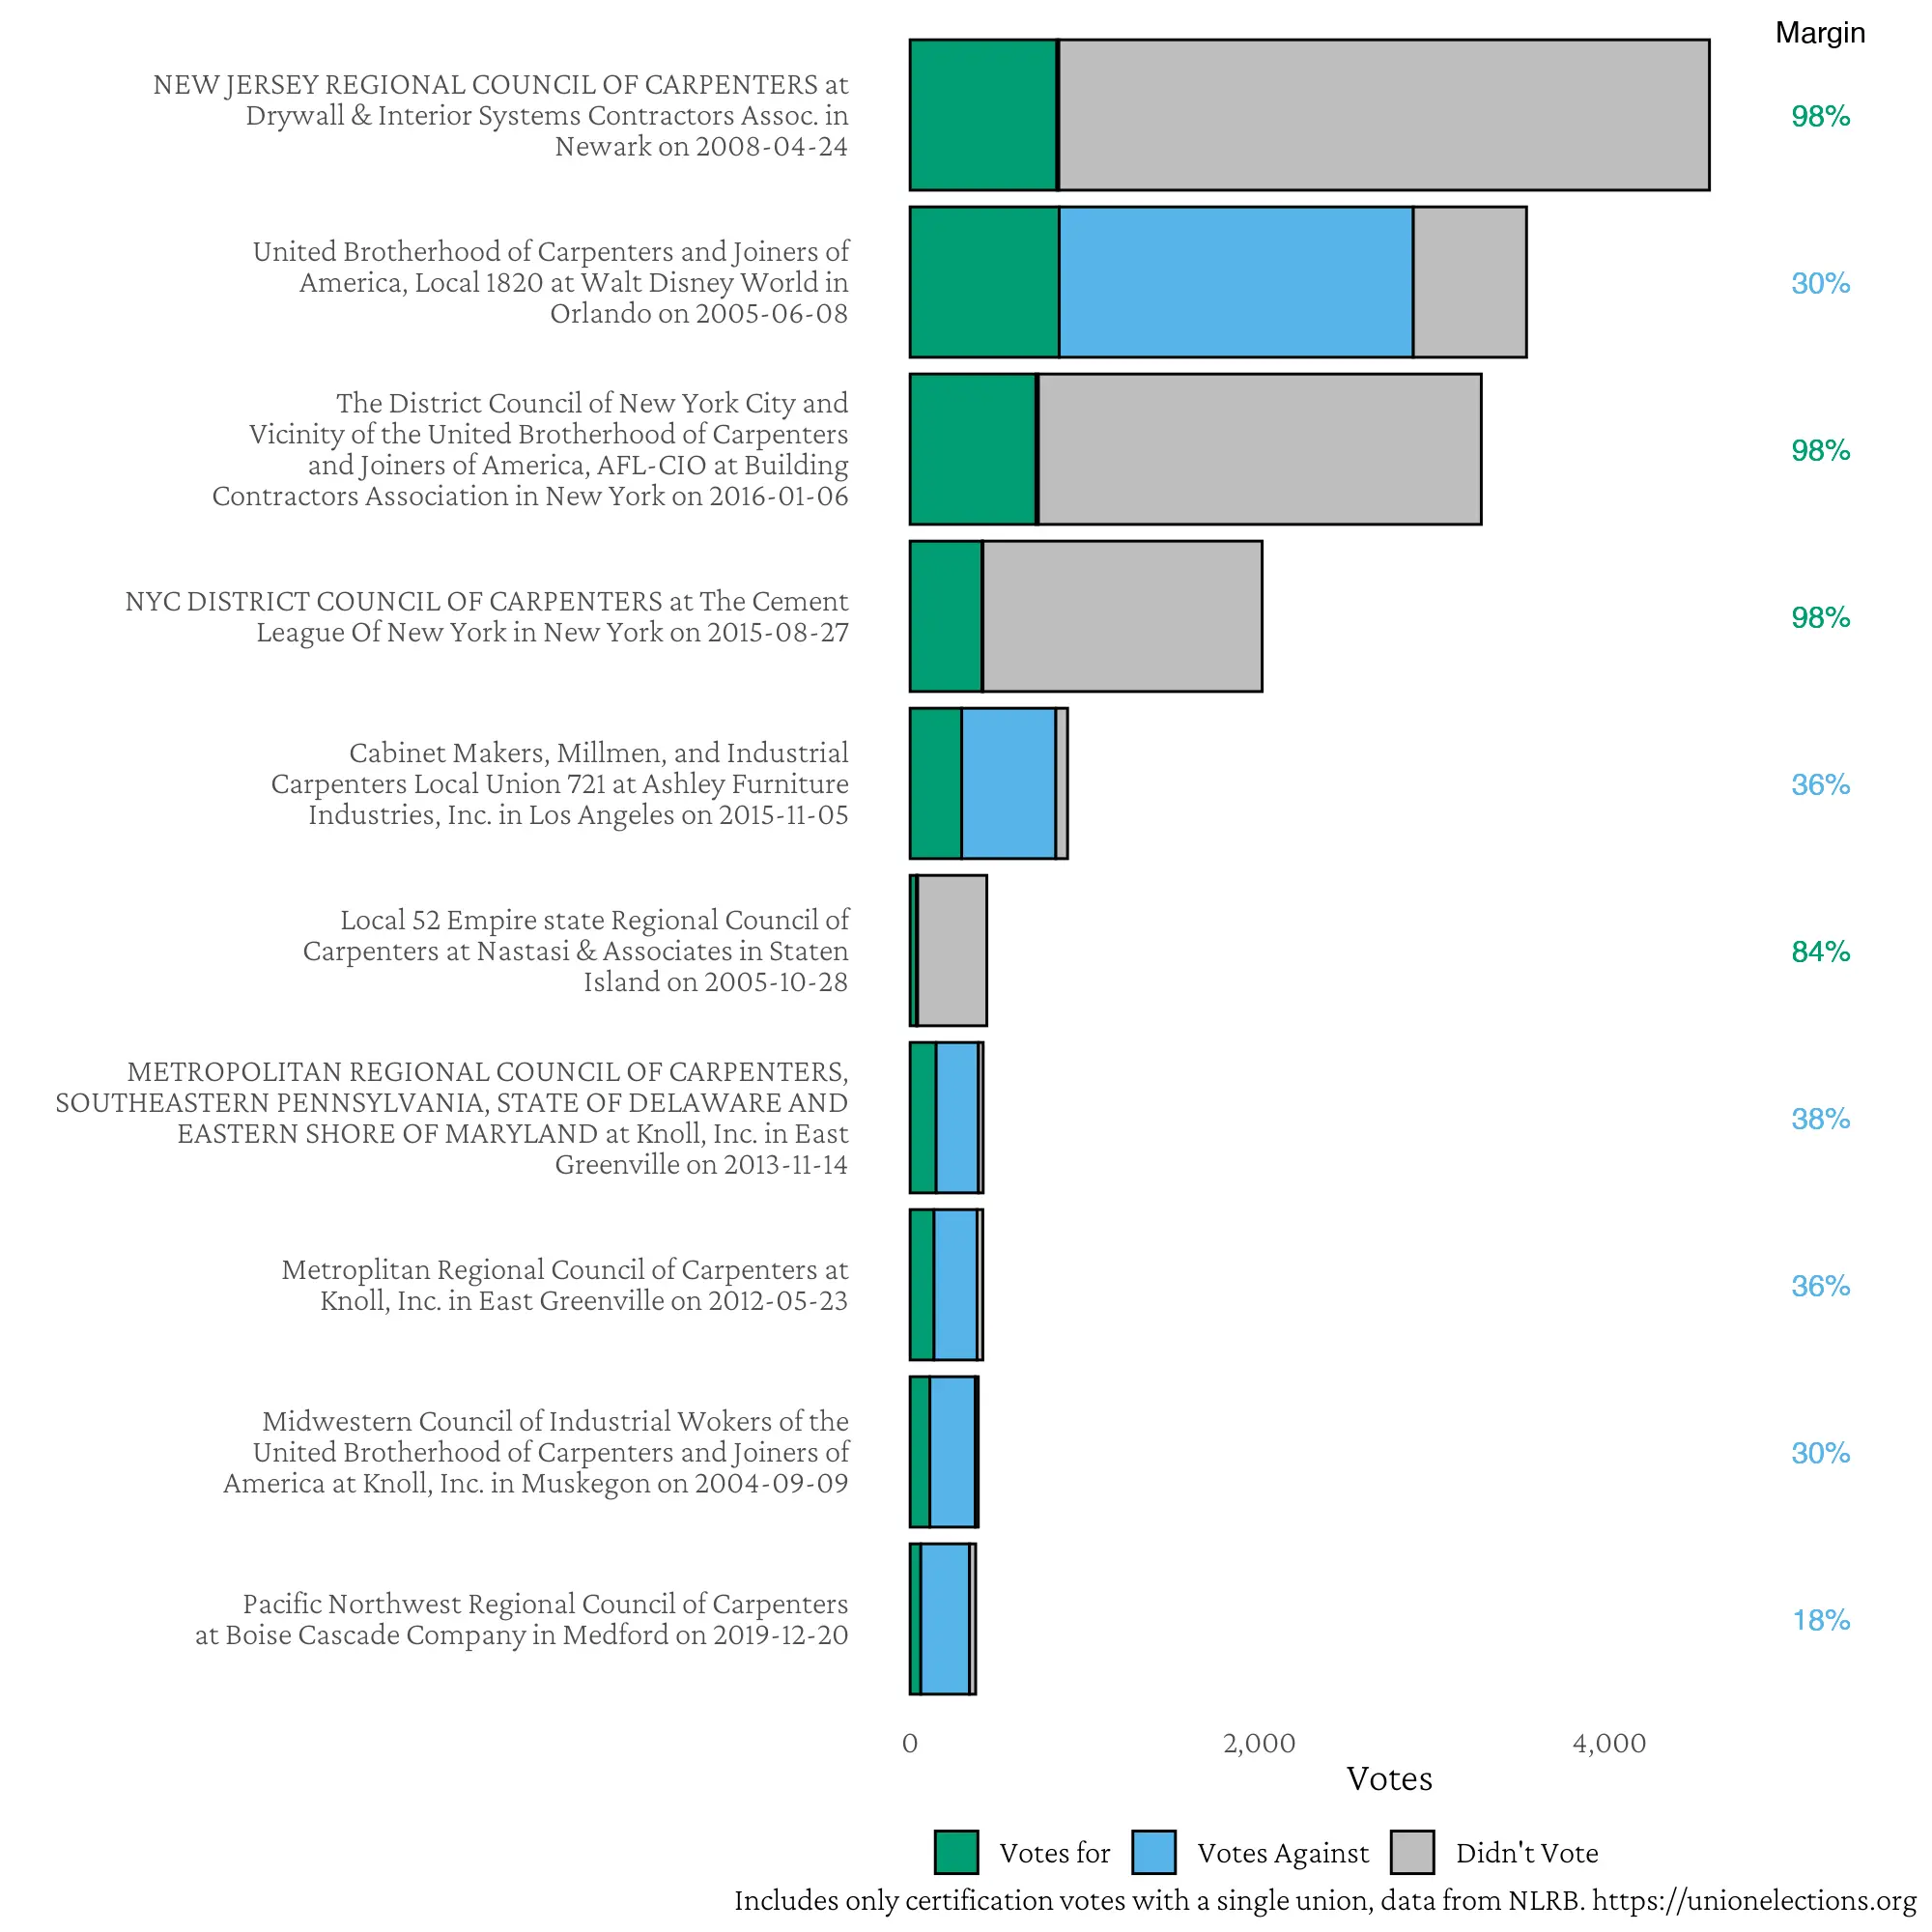 Margin
NEW JERSEY REGIONAL COUNCIL OF CARPENTERS at
Drywall & Interior Systems Contractors Assoc. in
Newark on 2008-04-24
98%
United Brotherhood of Carpenters and Joiners of
America, Local 1820 at Walt Disney World in
Orlando on 2005-06-08
30%
The District Council of New York City and
Vicinity of the United Brotherhood of Carpenters
and Joiners of America, AFL-CIO at Building
Contractors Association in New York on 2016-01-06
98%
NYC DISTRICT COUNCIL OF CARPENTERS at The Cement
League Of New York in New York on 2015-08-27
98%
Cabinet Makers, Millmen, and Industrial
Carpenters Local Union 721 at Ashley Furniture
Industries, Inc. in Los Angeles on 2015-11-05
36%
Local 52 Empire state Regional Council of
Carpenters at Nastasi & Associates in Staten
Island on 2005-10-28
84%
METROPOLITAN REGIONAL COUNCIL OF CARPENTERS,
SOUTHEASTERN PENNSYLVANIA, STATE OF DELAWARE AND
EASTERN SHORE OF MARYLAND at Knoll, Inc. in East
Greenville on 2013-11-14
38%
Metroplitan Regional Council of Carpenters at
Knoll, Inc. in East Greenville on 2012-05-23
36%
Midwestern Council of Industrial Wokers of the
United Brotherhood of Carpenters and Joiners of
America at Knoll, Inc. in Muskegon on 2004-09-09
30%
Pacific Northwest Regional Council of Carpenters
at Boise Cascade Company in Medford on 2019-12-20
18%
0 2,000 4,000
Votes
Votes for Votes Against Didn't Vote
Includes only certification votes with a single union, data from NLRB. https://unionelections.org